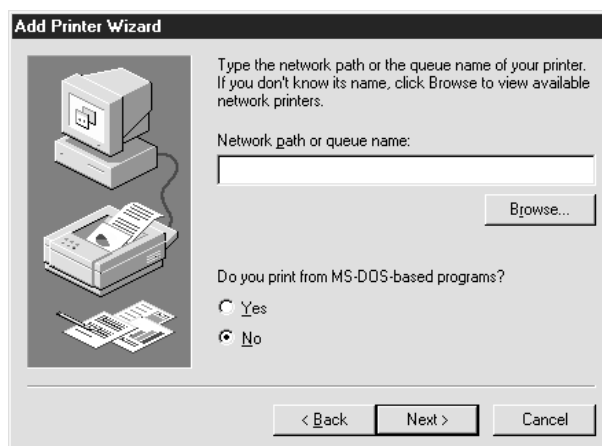 Add Printer Wizard
Type the network path or the queue name of your printer.
If you don't know its name, click Browse to view available
network printers.
Network path or queue name:
Browse...
Do you print from MS-DOS-based programs?
Yes
No
< Back
Next >
Cancel